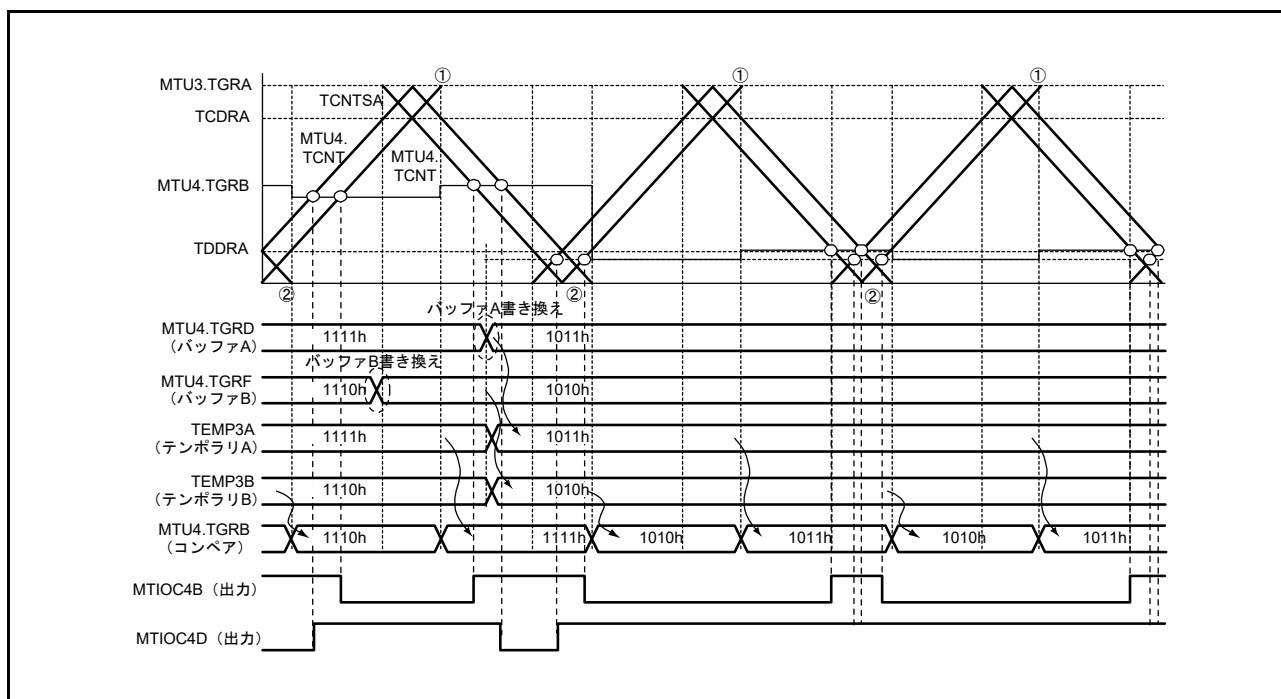 MTU3.TGRA
①
①
①
TCNTSA
TCDRA
MTU4.
TCNT
MTU4.
TCNT
MTU4.TGRB
TDDRA
②
②
②
バッファA書き換え
MTU4.TGRD
（バッファA）
1111h
1011h
バッファB書き換え
MTU4.TGRF
（バッファB）
1110h
1010h
TEMP3A
（テンポラリA）
1111h
1011h
TEMP3B
（テンポラリB）
1110h
1010h
MTU4.TGRB
（コンペア）
1110h
1111h
1010h
1011h
1010h
1011h
MTIOC4B（出力）
MTIOC4D（出力）